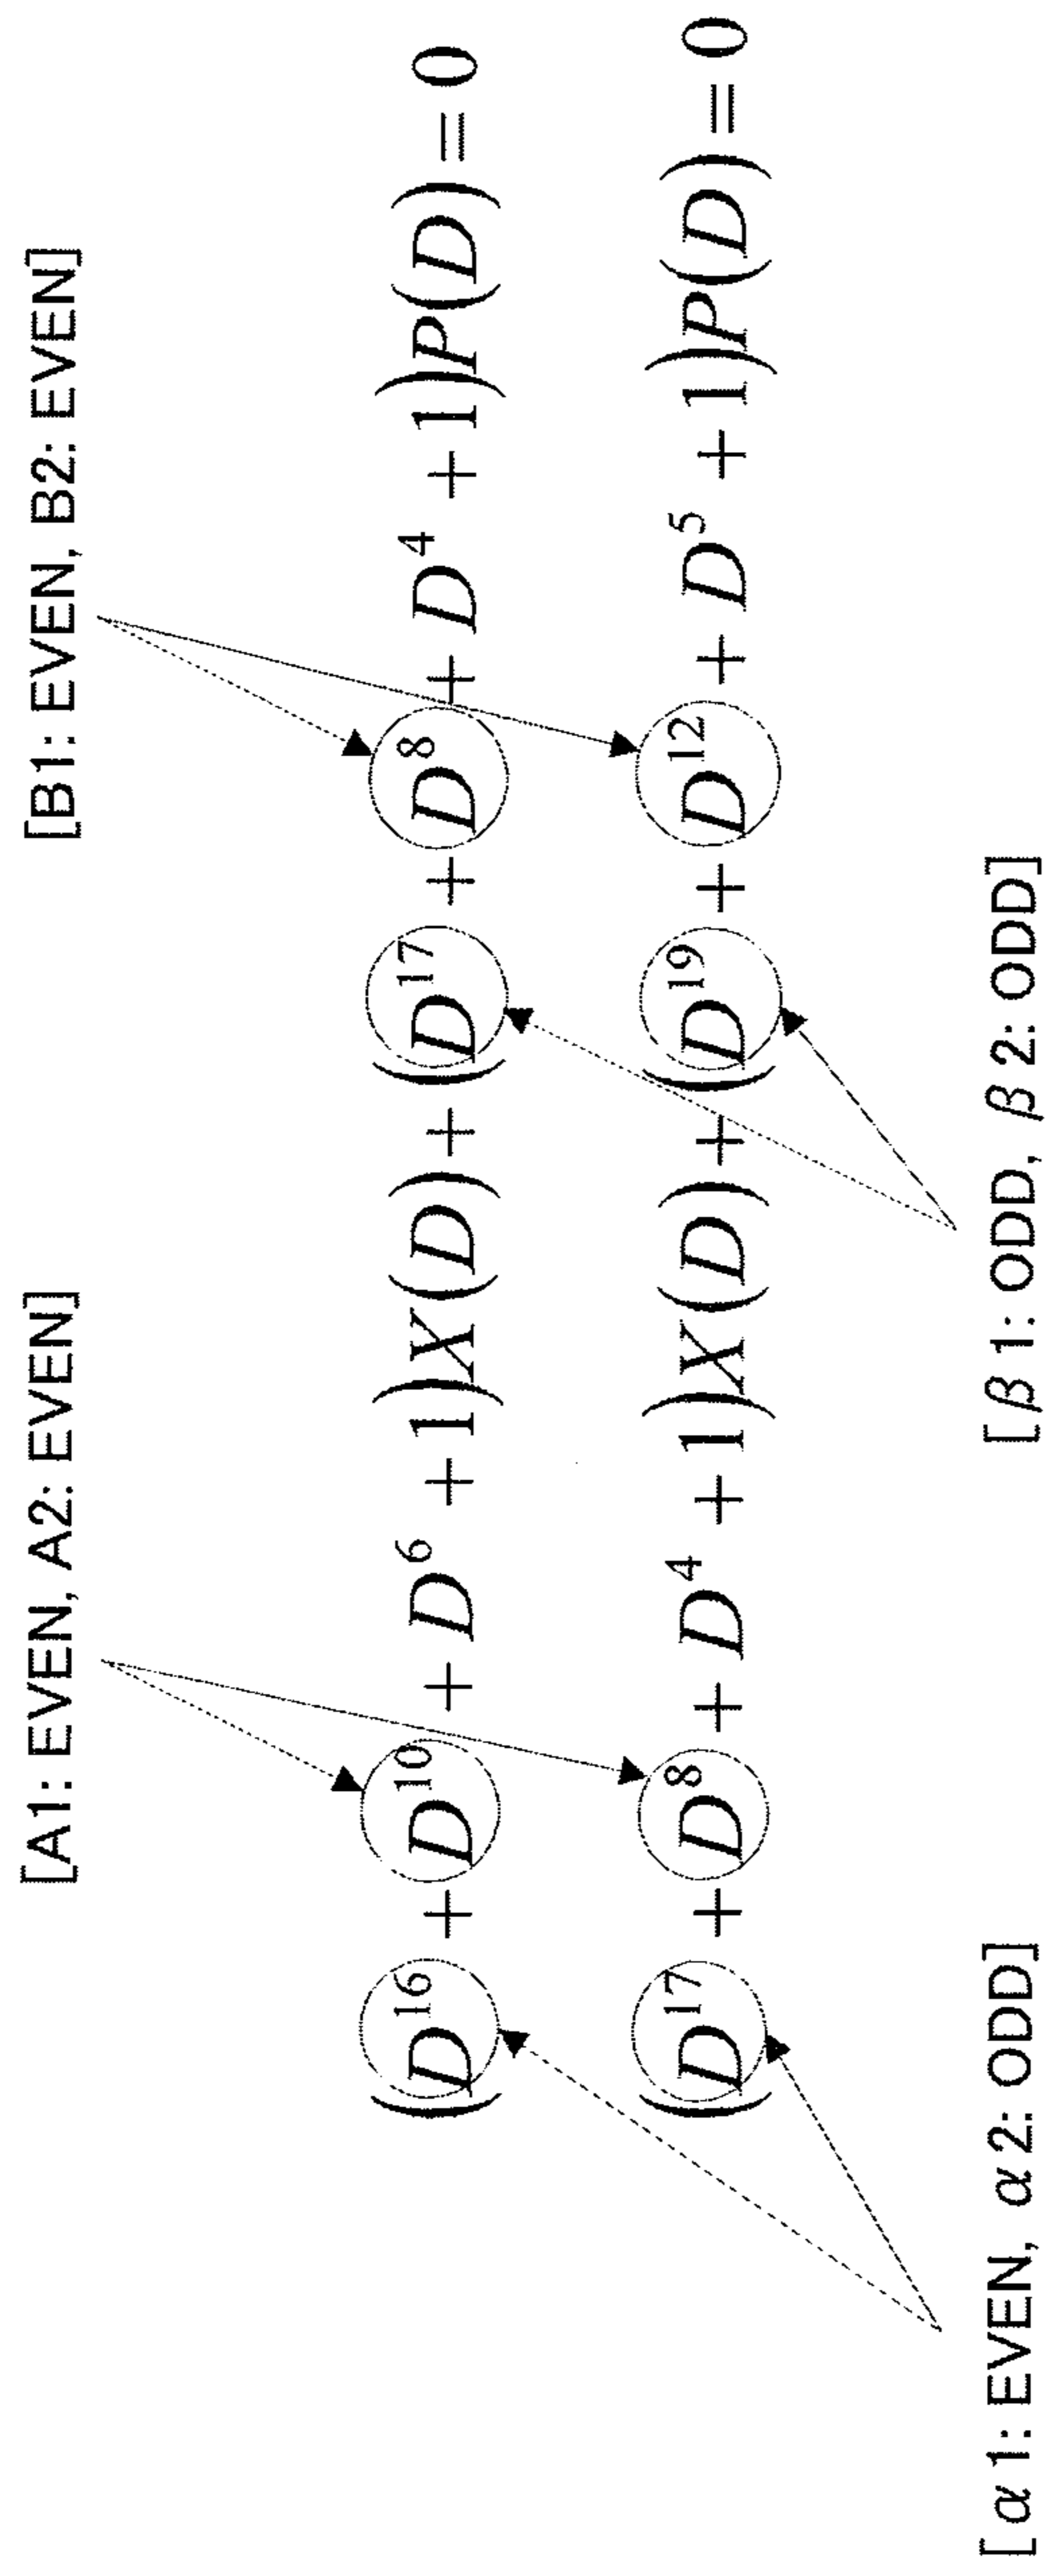 [A1: EVEN, A2: EVEN] [B1: EVEN, B2: EVEN]
(D^16 + D^10 + D^6 + 1)X(D) + (D^17 + D^8 + D^4 + 1)P(D) = 0
(D^17 + D^8 + D^4 + 1)X(D) + (D^19 + D^12 + D^5 + 1)P(D) = 0
[α1: EVEN, α2: ODD] [β1: ODD, β2: ODD]